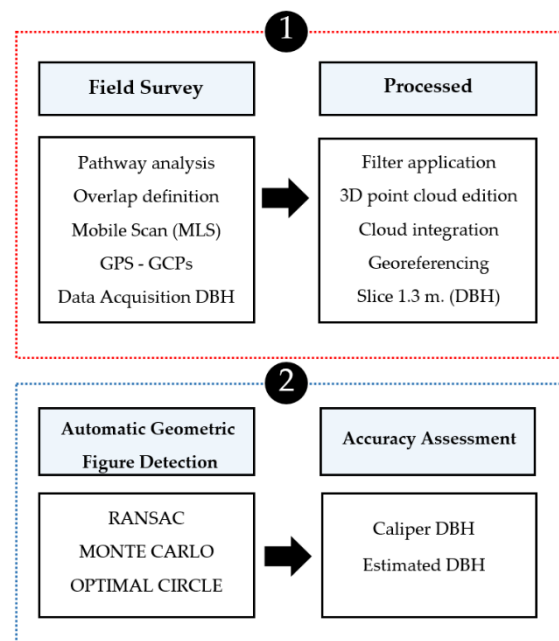 1
Field Survey
Pathway analysis
Overlap definition
Mobile Scan (MLS)
GPS - GCPs
Data Acquisition DBH
Processed
Filter application
3D point cloud edition
Cloud integration
Georeferencing
Slice 1.3 m. (DBH)
2
Automatic Geometric
Figure Detection
RANSAC
MONTE CARLO
OPTIMAL CIRCLE
Accuracy Assessment
Caliper DBH
Estimated DBH